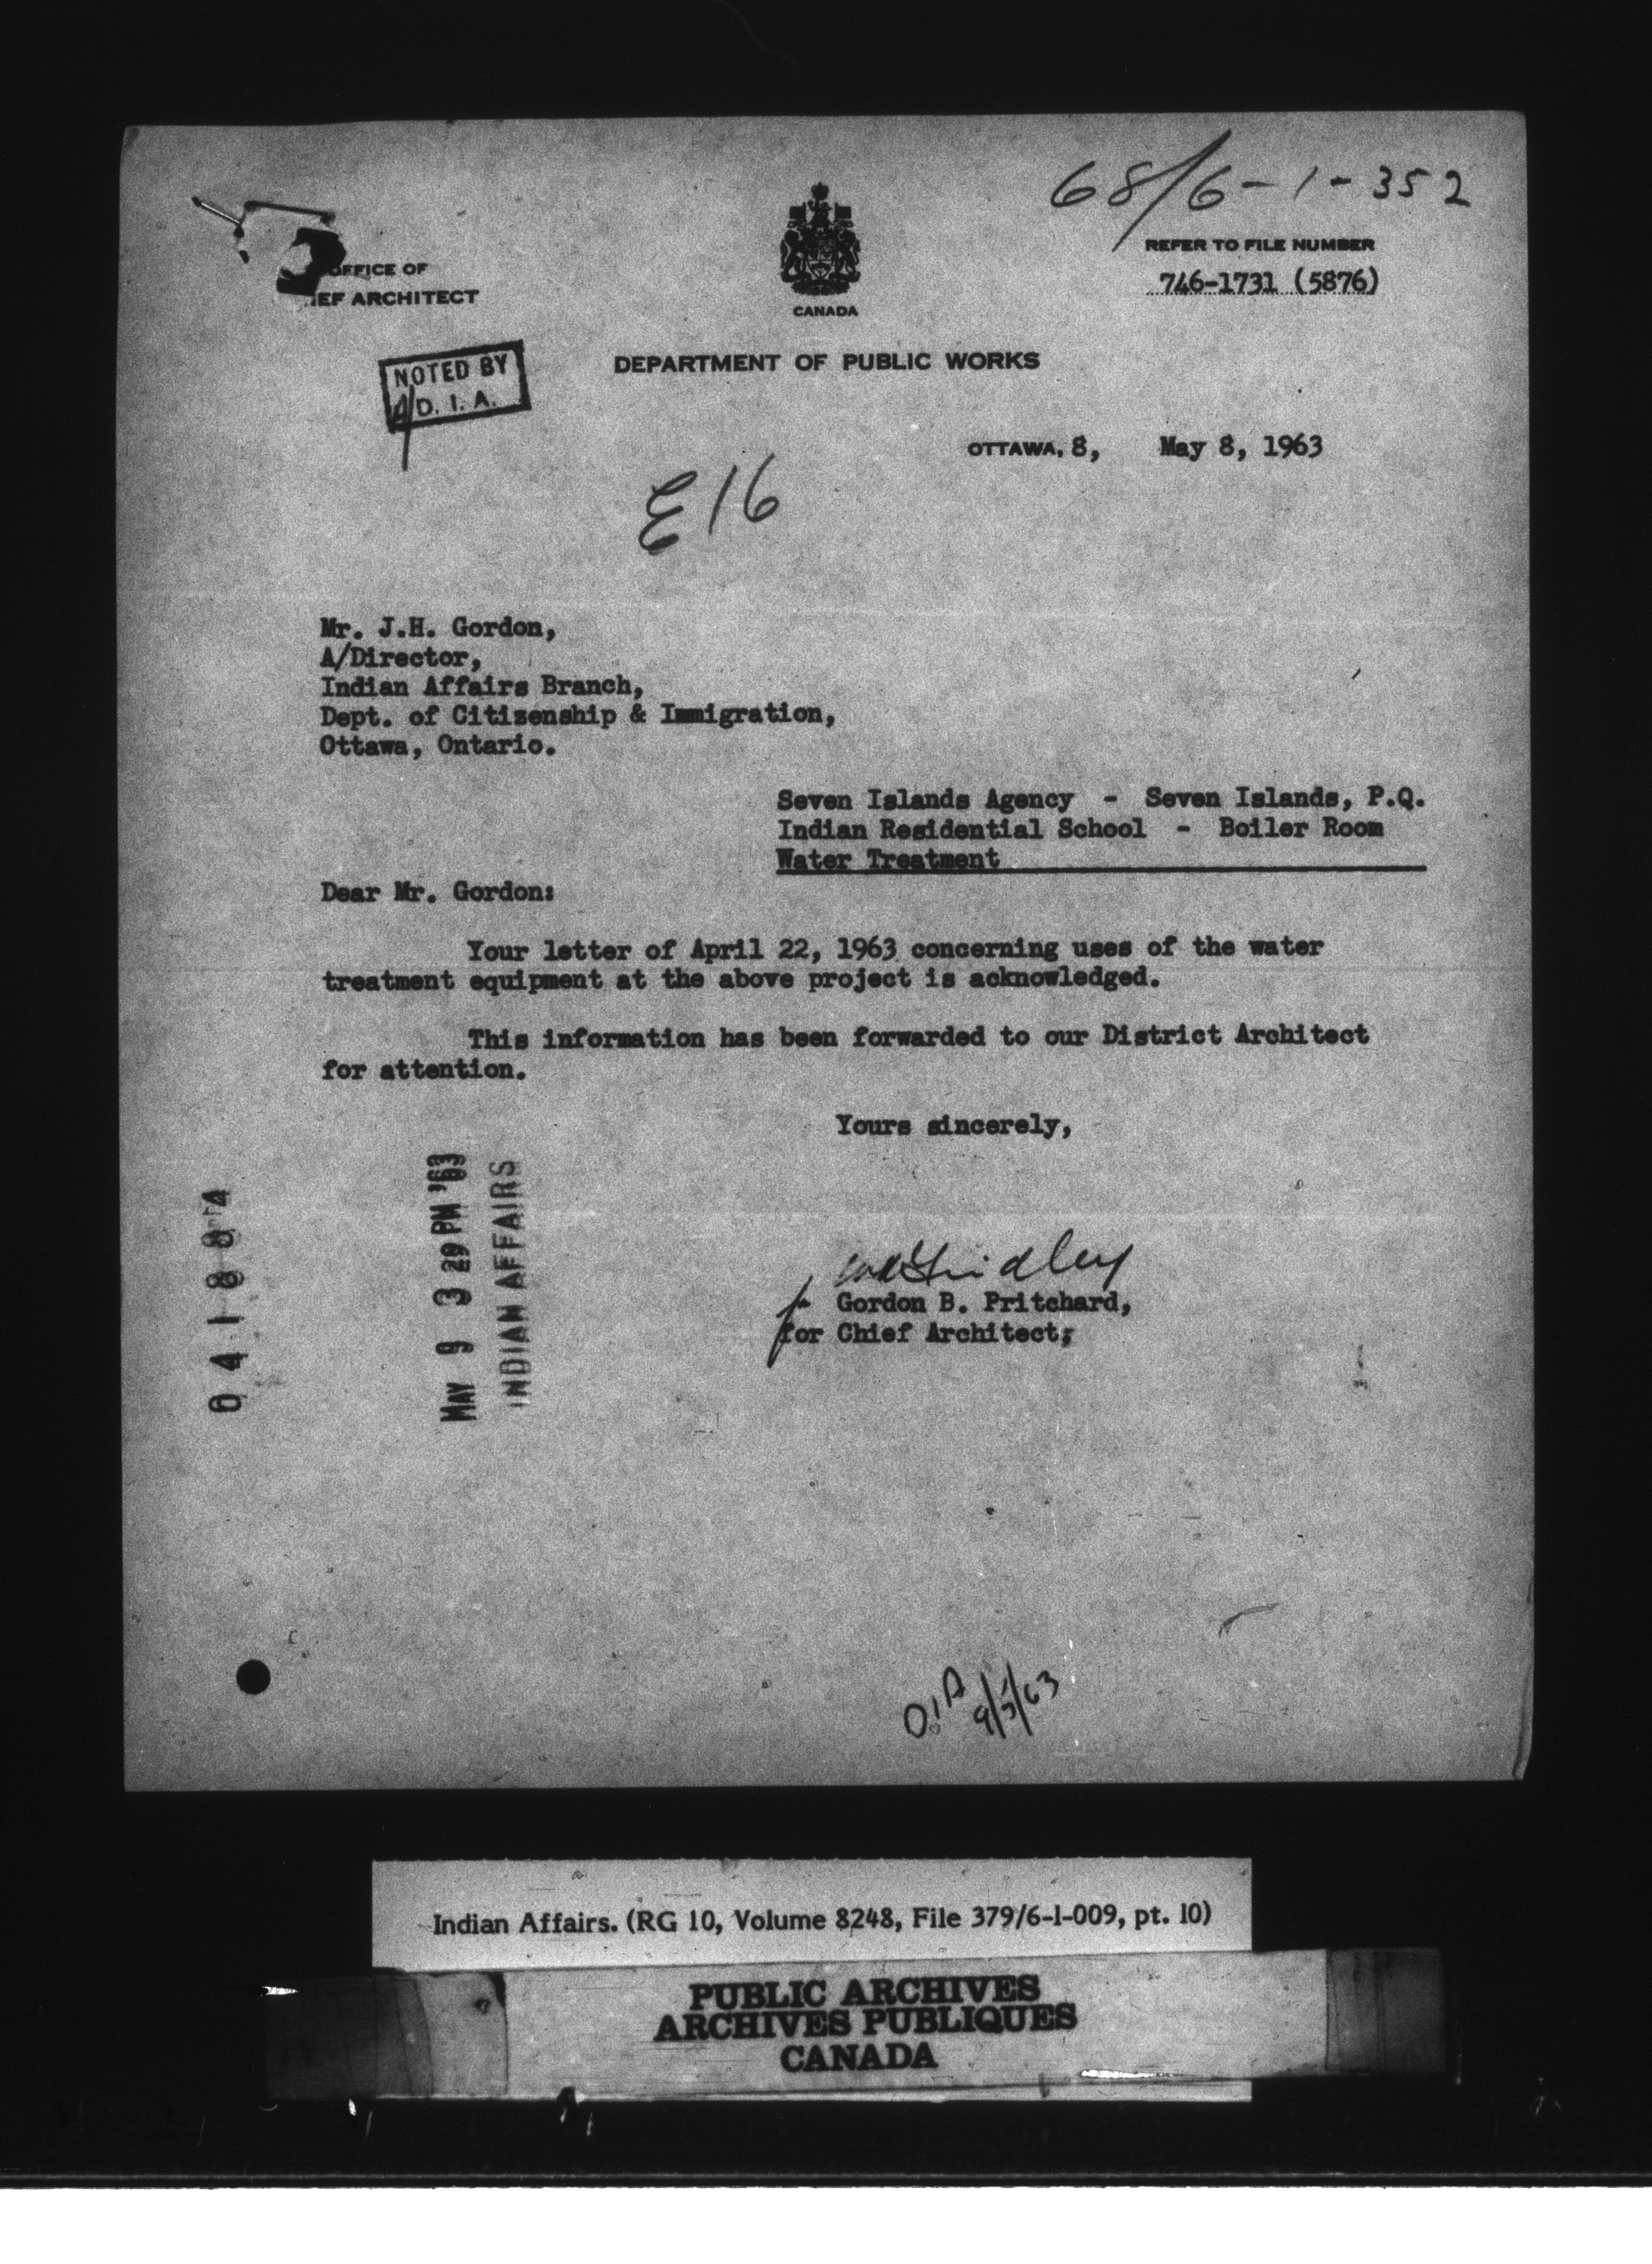 68/6-1-352
OFFICE OF
IEF ARCHITECT
CANADA
REFER TO FILE NUMBER
746-1731 (5876)
NOTED BY
D. I. A.
DEPARTMENT OF PUBLIC WORKS
OTTAWA, 8, May 8, 1963
E16
Mr. J.H. Gordon,
A/Director,
Indian Affairs Branch,
Dept. of Citizenship & Immigration,
Ottawa, Ontario.
Seven Islands Agency - Seven Islands, P.Q.
Indian Residential School - Boiler Room
Water Treatment
Dear Mr. Gordon:
Your letter of April 22, 1963 concerning uses of the water
treatment equipment at the above project is acknowledged.
This information has been forwarded to our District Architect
for attention.
Yours sincerely,
Gordon B. Pritchard,
for Chief Architect,
MAY 9 3 29 PM '63
INDIAN AFFAIRS
9/5/63
Indian Affairs. (RG 10, Volume 8248, File 379/6-1-009, pt. 10)
PUBLIC ARCHIVES
ARCHIVES PUBLIQUES
CANADA